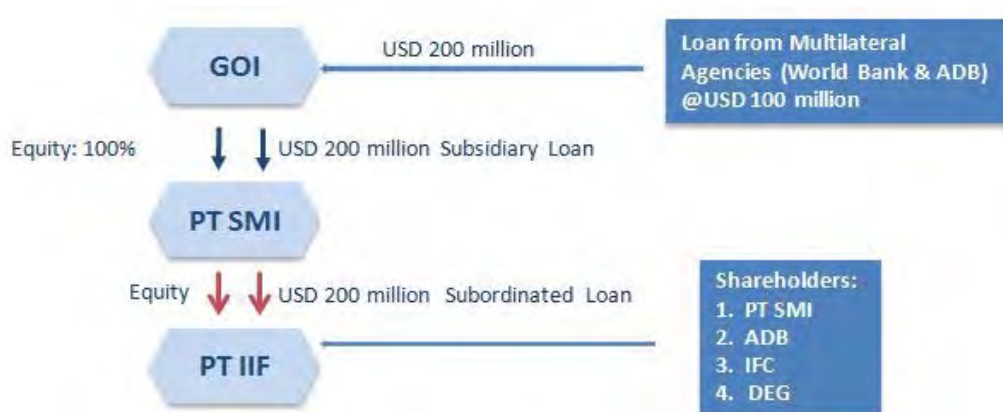 GOI
USD 200 million
Loan from Multilateral
Agencies (World Bank & ADB)
@USD 100 million
Equity: 100%
USD 200 million Subsidiary Loan
PT SMI
Equity
USD 200 million Subordinated Loan
PT IIF
Shareholders:
1. PT SMI
2. ADB
3. IFC
4. DEG